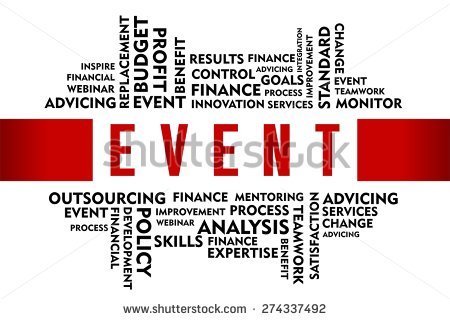 INSPIRE
FINANCIAL
WEBINAR
ADVICING
REPLACEMENT
BUDGET
EVENT
PROFIT
BENEFIT
RESULTS FINANCE
CONTROL ADVICING
FINANCE GOALS
PROCESS
INNOVATION SERVICES
INTEGRATION
IMPROVEMENT
STANDARD
CHANGE
EVENT
TEAMWORK
MONITOR
EVENT
OUTSOURCING FINANCE MENTORING ADVICING
EVENT
PROCESS
FINANCIAL
DEVELOPMENT
POLICY
IMPROVEMENT PROCESS
WEBINAR ANALYSIS
SKILLS FINANCE
EXPERTISE
BENEFIT
TEAMWORK
SATISFACTION
SERVICES
CHANGE
ADVICING
shutterstock
www.shutterstock.com · 274337492